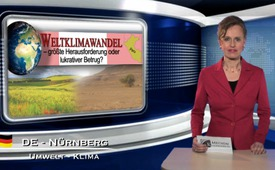 WELTKLIMAWANDEL
– größte Herausforderung oder
lukrativer Betrug?
DE - NÜRNBERG
UMWELT - KLIMA